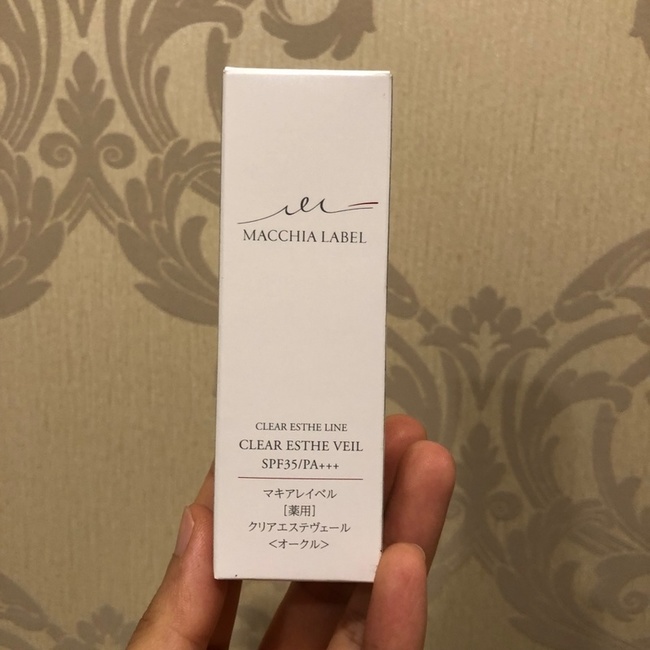 MACCHIA LABEL
CLEAR ESTHE LINE
CLEAR ESTHE VEIL
SPF35/PA+++
マキアレイベル
[薬用]
クリアエステヴェール
<オークル>